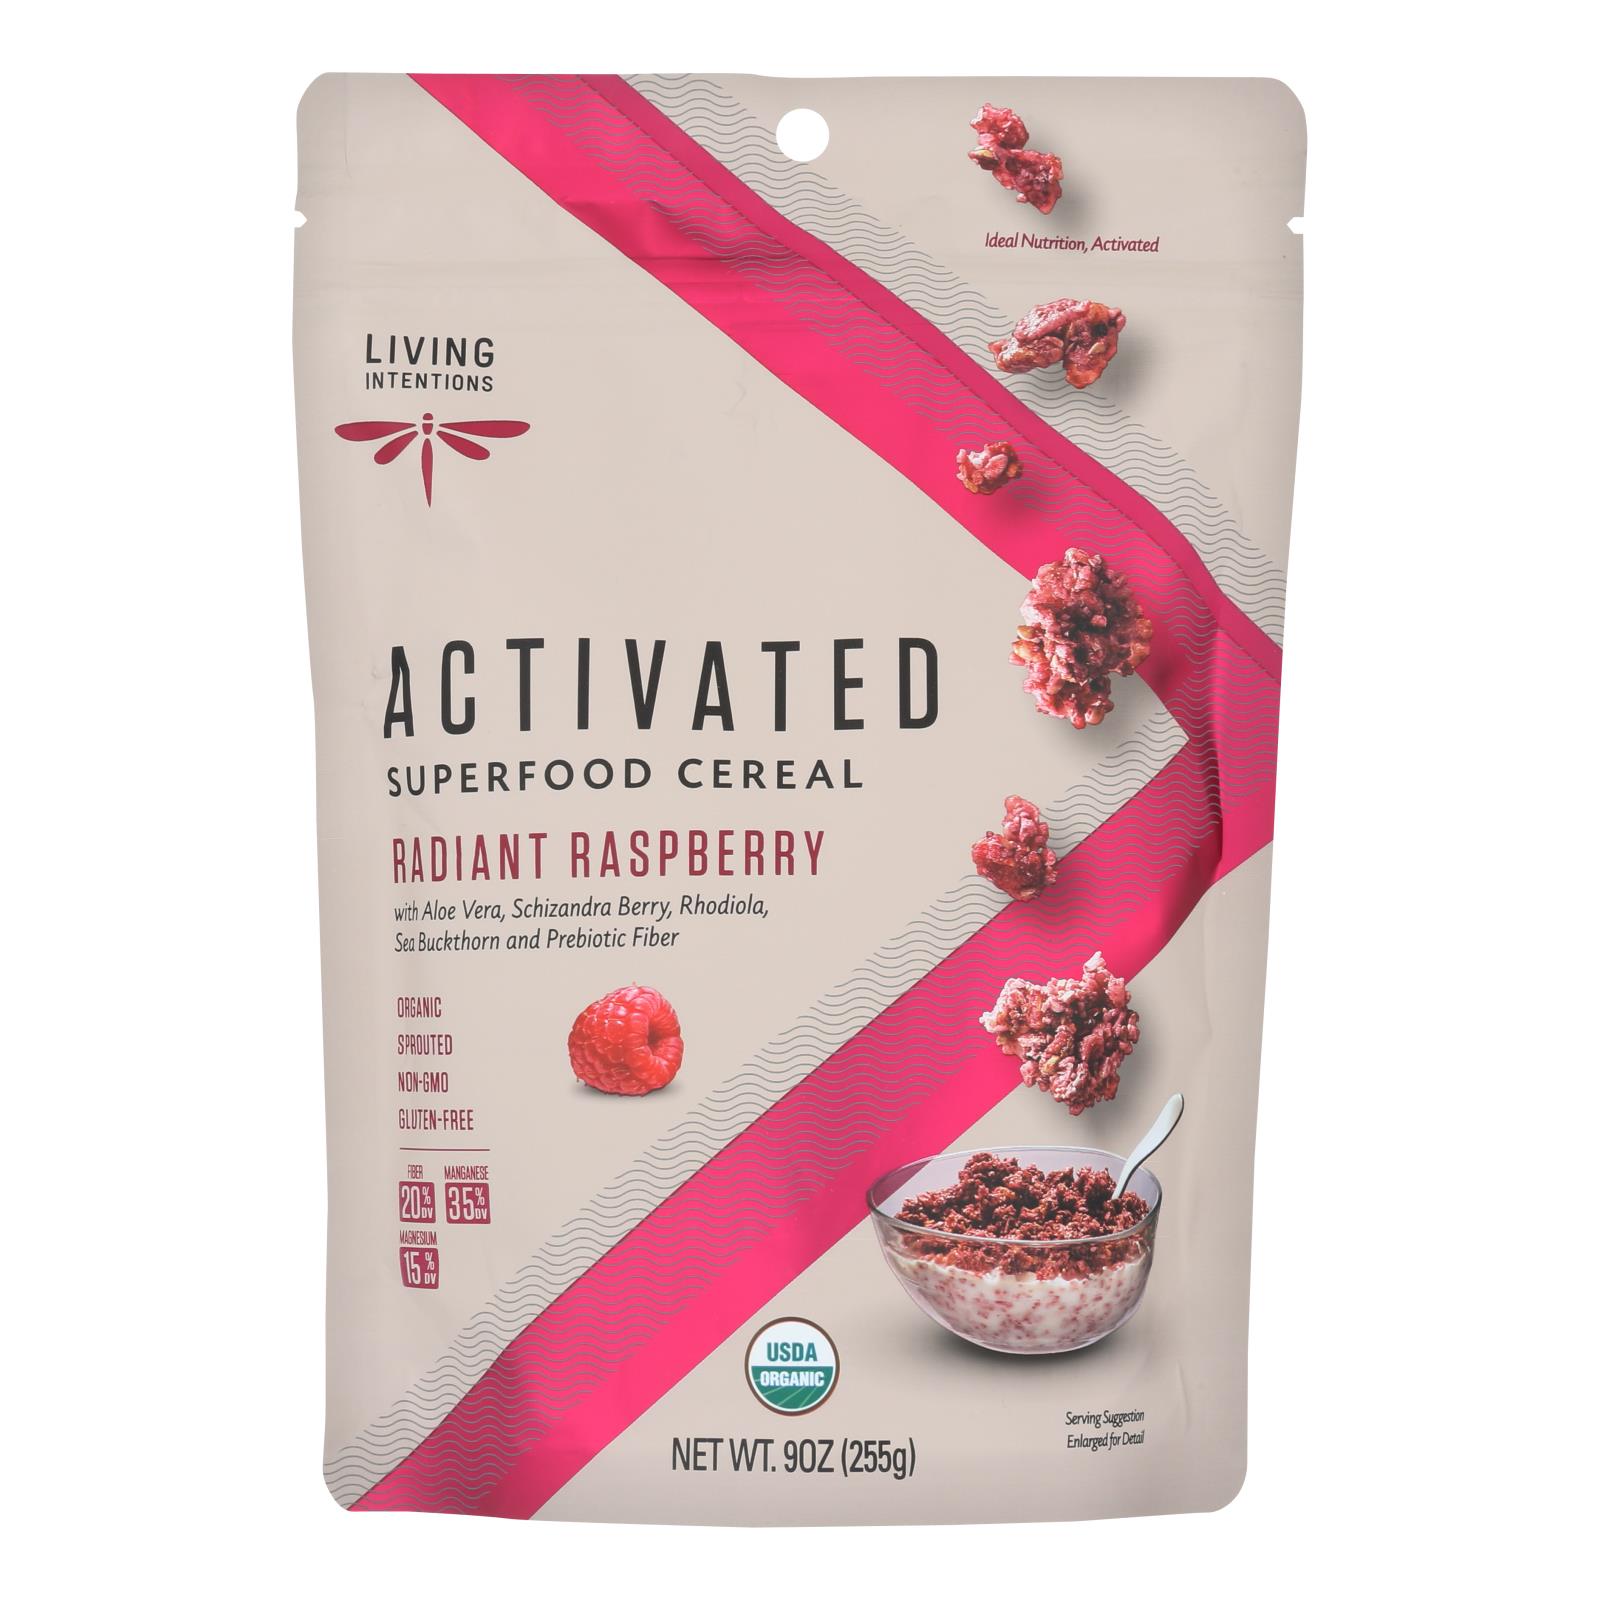 Ideal Nutrition, Activated
LIVING
INTENTIONS
ACTIVATED
SUPERFOOD CEREAL
RADIANT RASPBERRY
with Aloe Vera, Schizandra Berry, Rhodiola,
Sea Buckthorn and Prebiotic Fiber
ORGANIC
SPROUTED
NON-GMO
GLUTEN-FREE
FIBER
20% DV
MANGANESE
35% DV
MAGNESIUM
15% DV
USDA
ORGANIC
NET WT. 9OZ (255g)
Serving Suggestion
Enlarged for Detail